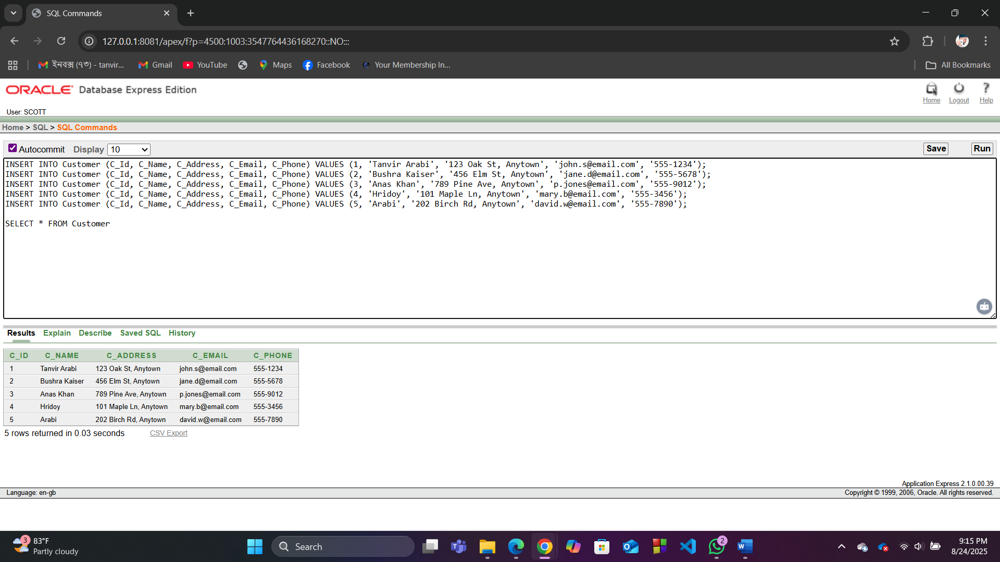 SQL Commands
127.0.0.1:8081/apex/f?p=4500:1003:3547764436168270::NO:::
ইনবক্স (৭৩) - tanvir...
Gmail
YouTube
Maps
Facebook
Your Membership In...
All Bookmarks
ORACLE Database Express Edition
Home Logout Help
User: SCOTT
Home > SQL > SQL Commands
Autocommit Display 10 Save Run
INSERT INTO Customer (C_Id, C_Name, C_Address, C_Email, C_Phone) VALUES (1, 'Tanvir Arabi', '123 Oak St, Anytown', 'john.s@email.com', '555-1234');
INSERT INTO Customer (C_Id, C_Name, C_Address, C_Email, C_Phone) VALUES (2, 'Bushra Kaiser', '456 Elm St, Anytown', 'jane.d@email.com', '555-5678');
INSERT INTO Customer (C_Id, C_Name, C_Address, C_Email, C_Phone) VALUES (3, 'Anas Khan', '789 Pine Ave, Anytown', 'p.jones@email.com', '555-9012');
INSERT INTO Customer (C_Id, C_Name, C_Address, C_Email, C_Phone) VALUES (4, 'Hridoy', '101 Maple Ln, Anytown', 'mary.b@email.com', '555-3456');
INSERT INTO Customer (C_Id, C_Name, C_Address, C_Email, C_Phone) VALUES (5, 'Arabi', '202 Birch Rd, Anytown', 'david.w@email.com', '555-7890');
SELECT * FROM Customer
Results Explain Describe Saved SQL History
C_ID C_NAME C_ADDRESS C_EMAIL C_PHONE
1 Tanvir Arabi 123 Oak St, Anytown john.s@email.com 555-1234
2 Bushra Kaiser 456 Elm St, Anytown jane.d@email.com 555-5678
3 Anas Khan 789 Pine Ave, Anytown p.jones@email.com 555-9012
4 Hridoy 101 Maple Ln, Anytown mary.b@email.com 555-3456
5 Arabi 202 Birch Rd, Anytown david.w@email.com 555-7890
5 rows returned in 0.03 seconds CSV Export
Application Express 2.1.0.00.39
Language: en-gb Copyright © 1999, 2006, Oracle. All rights reserved.
3 83°F
Partly cloudy
Search
2
9:15 PM
8/24/2025